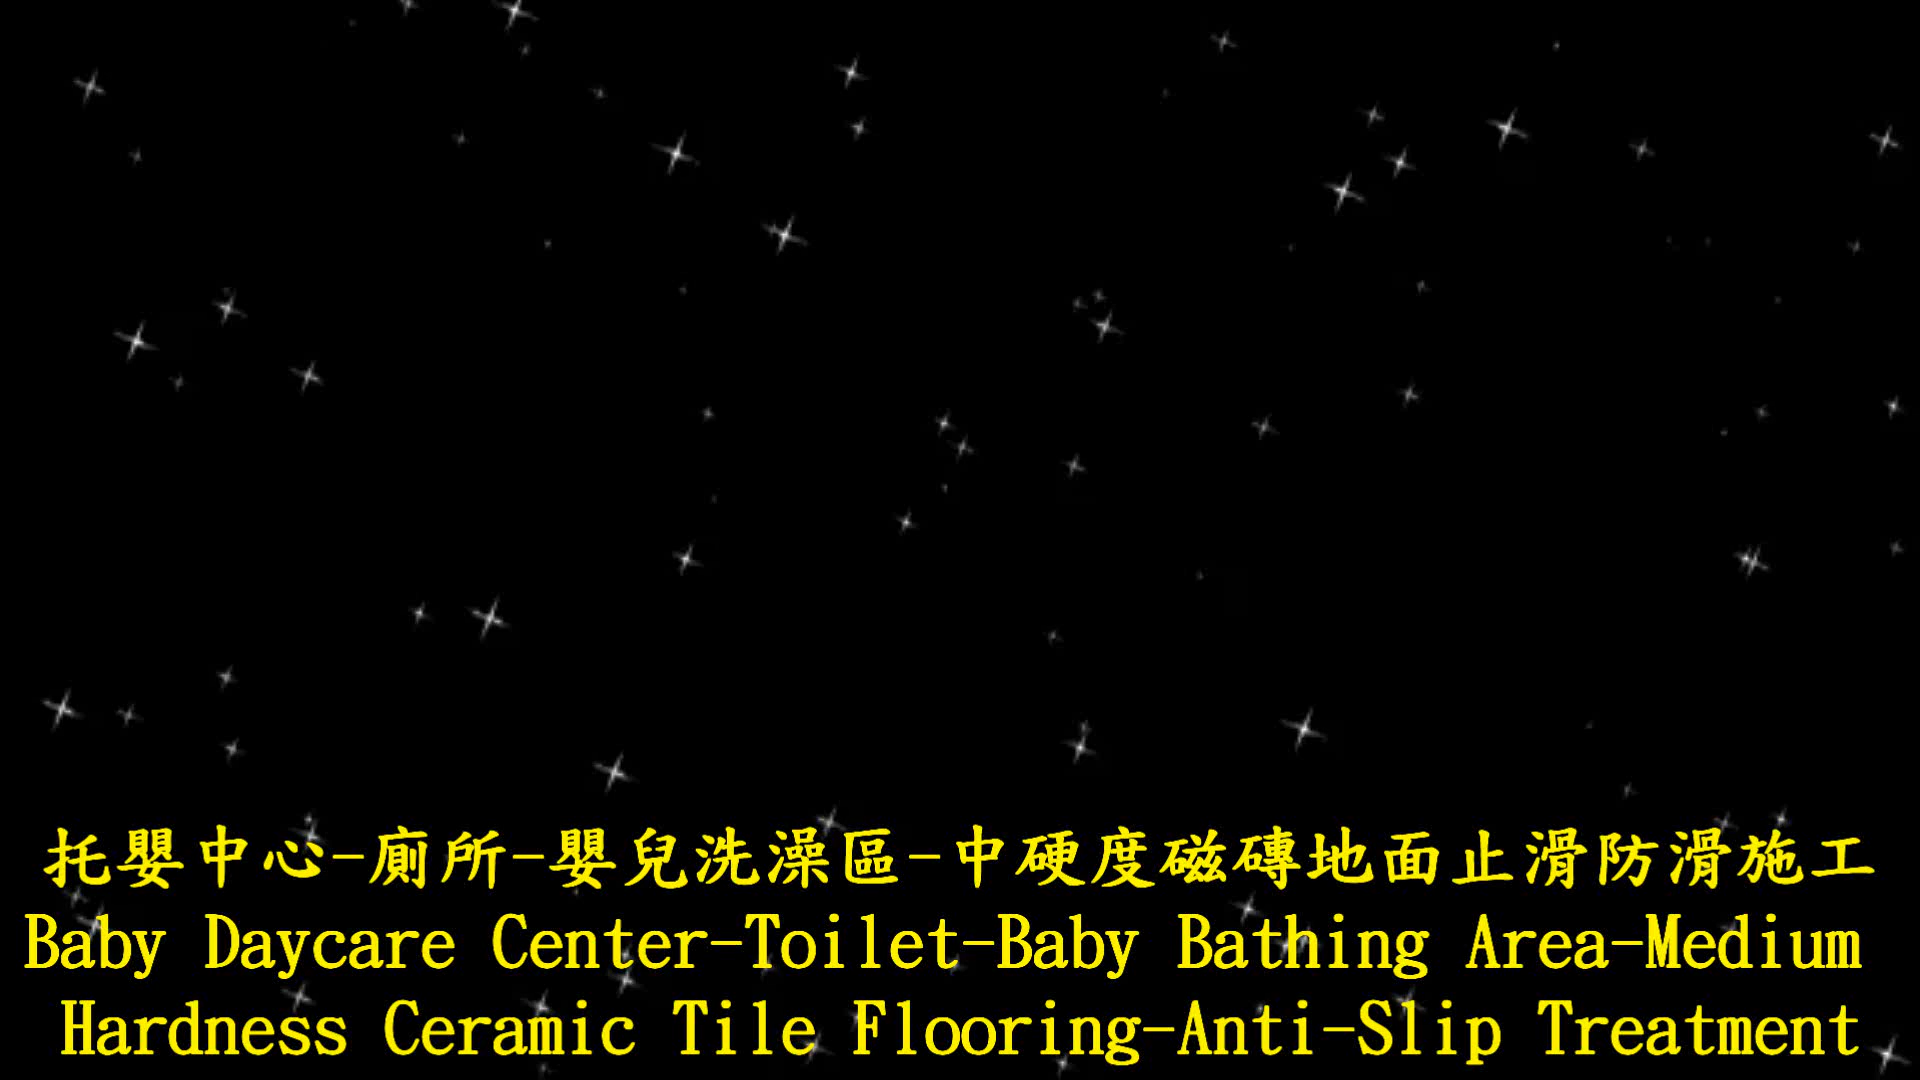 托嬰中心-廁所-嬰兒洗澡區-中硬度磁磚地面止滑防滑施工
Baby Daycare Center-Toilet-Baby Bathing Area-Medium
Hardness Ceramic Tile Flooring-Anti-Slip Treatment